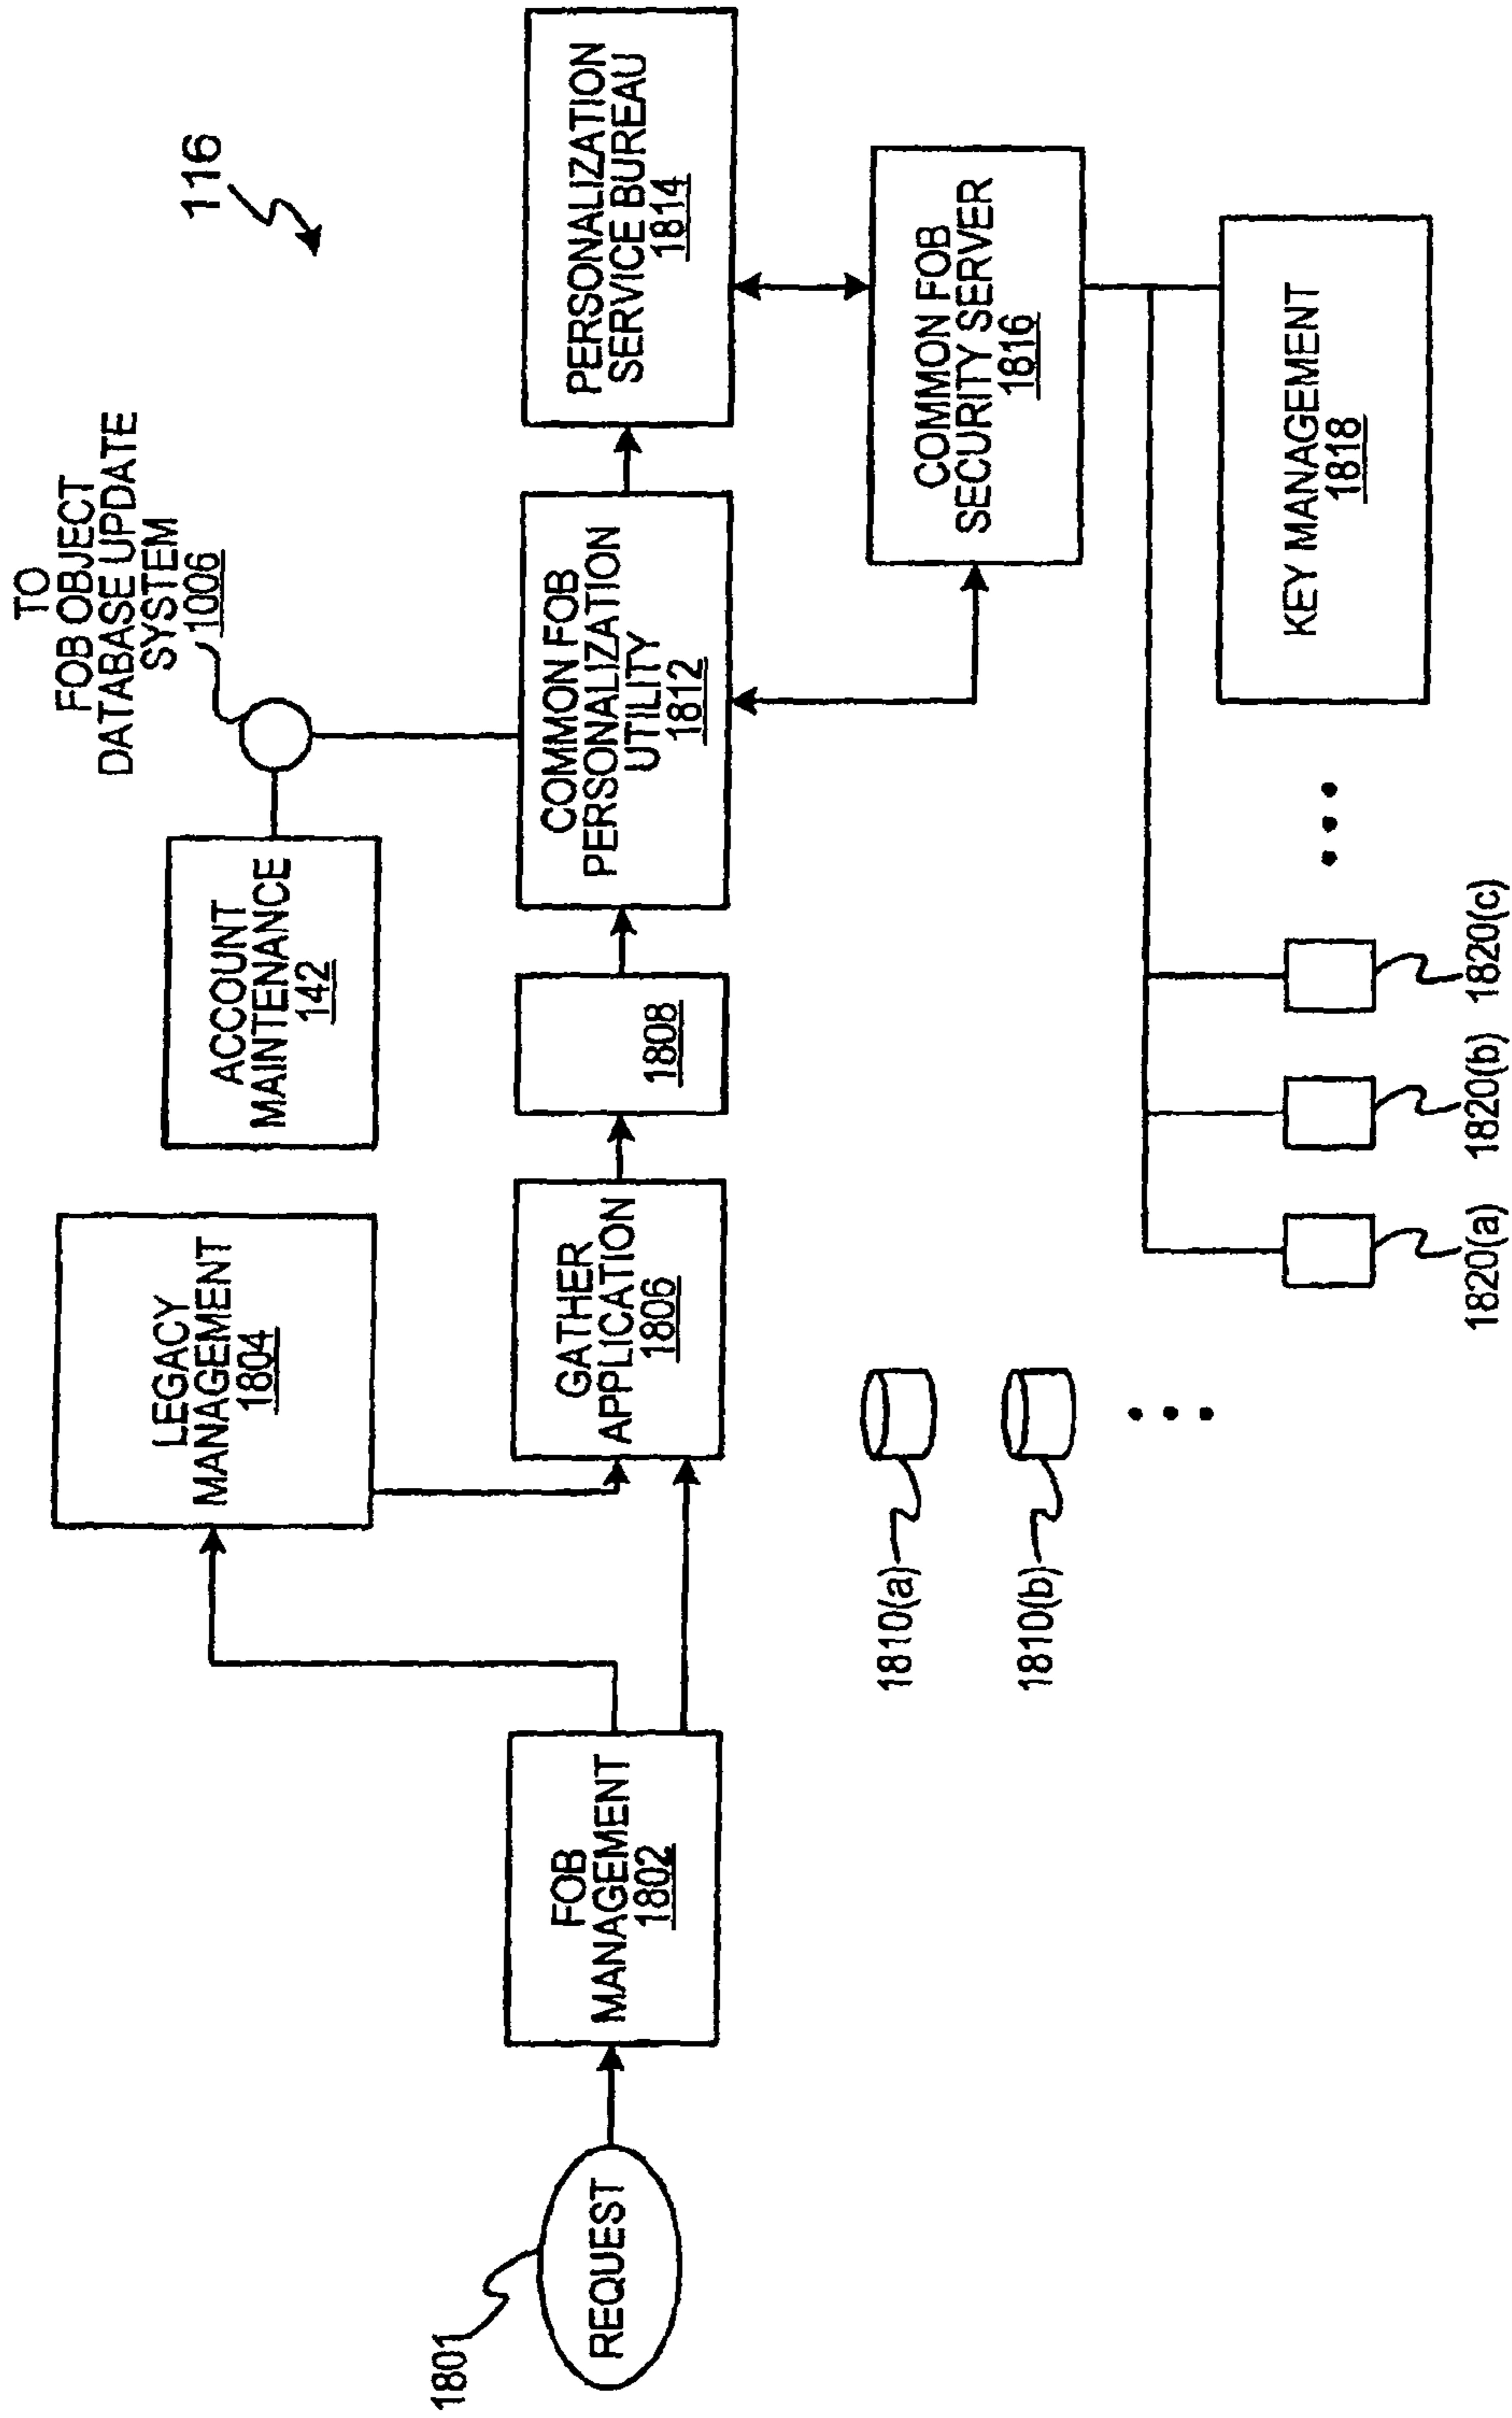 116
TO
FOB OBJECT
DATABASE UPDATE
SYSTEM
1006
LEGACY
MANAGEMENT
1804
ACCOUNT
MAINTENANCE
142
1801
REQUEST
FOB
MANAGEMENT
1802
GATHER
APPLICATION
1806
1808
COMMON FOB
PERSONALIZATION
UTILITY
1812
PERSONALIZATION
SERVICE BUREAU
1814
1810(a)
1810(b)
COMMON FOB
SECURITY SERVER
1816
KEY MANAGEMENT
1818
1820(a)
1820(b)
1820(c)